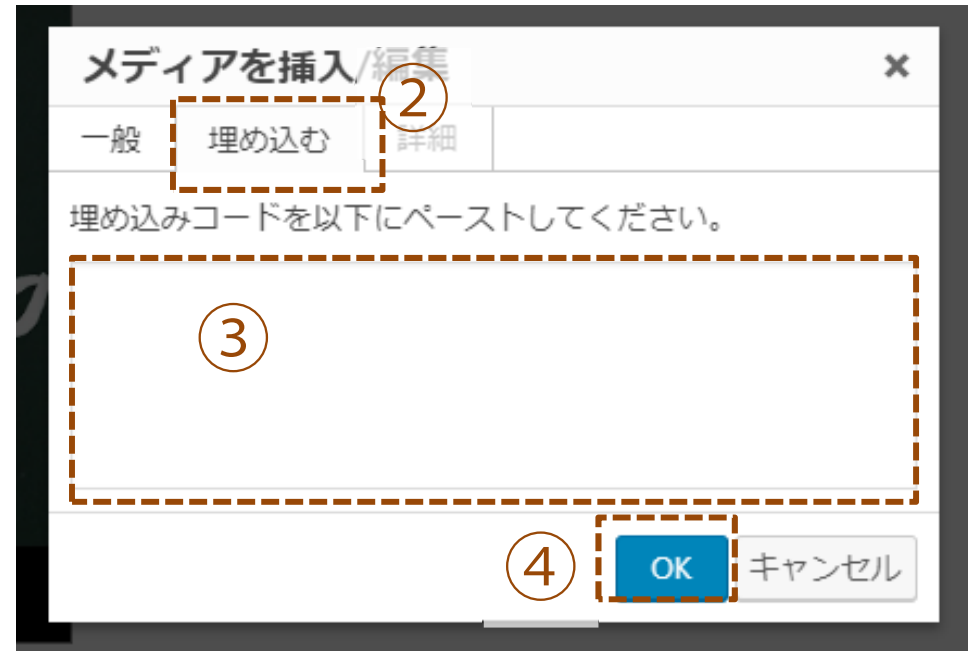 メディアを挿入/編集
②
一般 埋め込む 詳細
埋め込みコードを以下にペーストしてください。
③
④ OK キャンセル